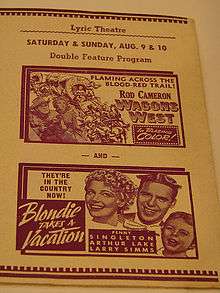 Lyric Theatre
SATURDAY & SUNDAY, AUG. 9 & 10
Double Feature Program
FLAMING ACROSS THE
BLOOD-RED TRAIL!
ROD CAMERON
WAGONS
WEST
COLOR
— AND —
THEY'RE
IN THE
COUNTRY
NOW!
Blondie
TAKES A
Vacation
PENNY
SINGLETON
ARTHUR LAKE
LARRY SIMMS